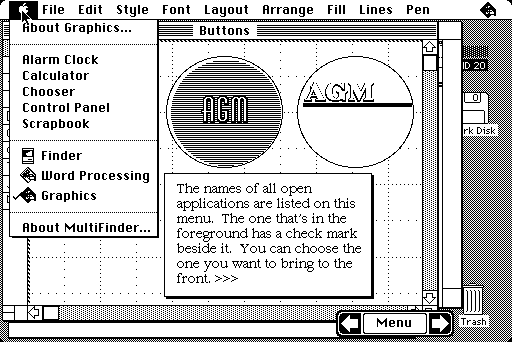 File Edit Style Font Layout Arrange Fill Lines Pen
About Graphics...
Alarm Clock
Calculator
Chooser
Control Panel
Scrapbook
Finder
Word Processing
Graphics
About MultiFinder...
Buttons
AGM
AGM
The names of all open
applications are listed on this
menu. The one that's in the
foreground has a check mark
beside it. You can choose the
one you want to bring to the
front. >>>
ID 20
rk Disk
Trash
Menu